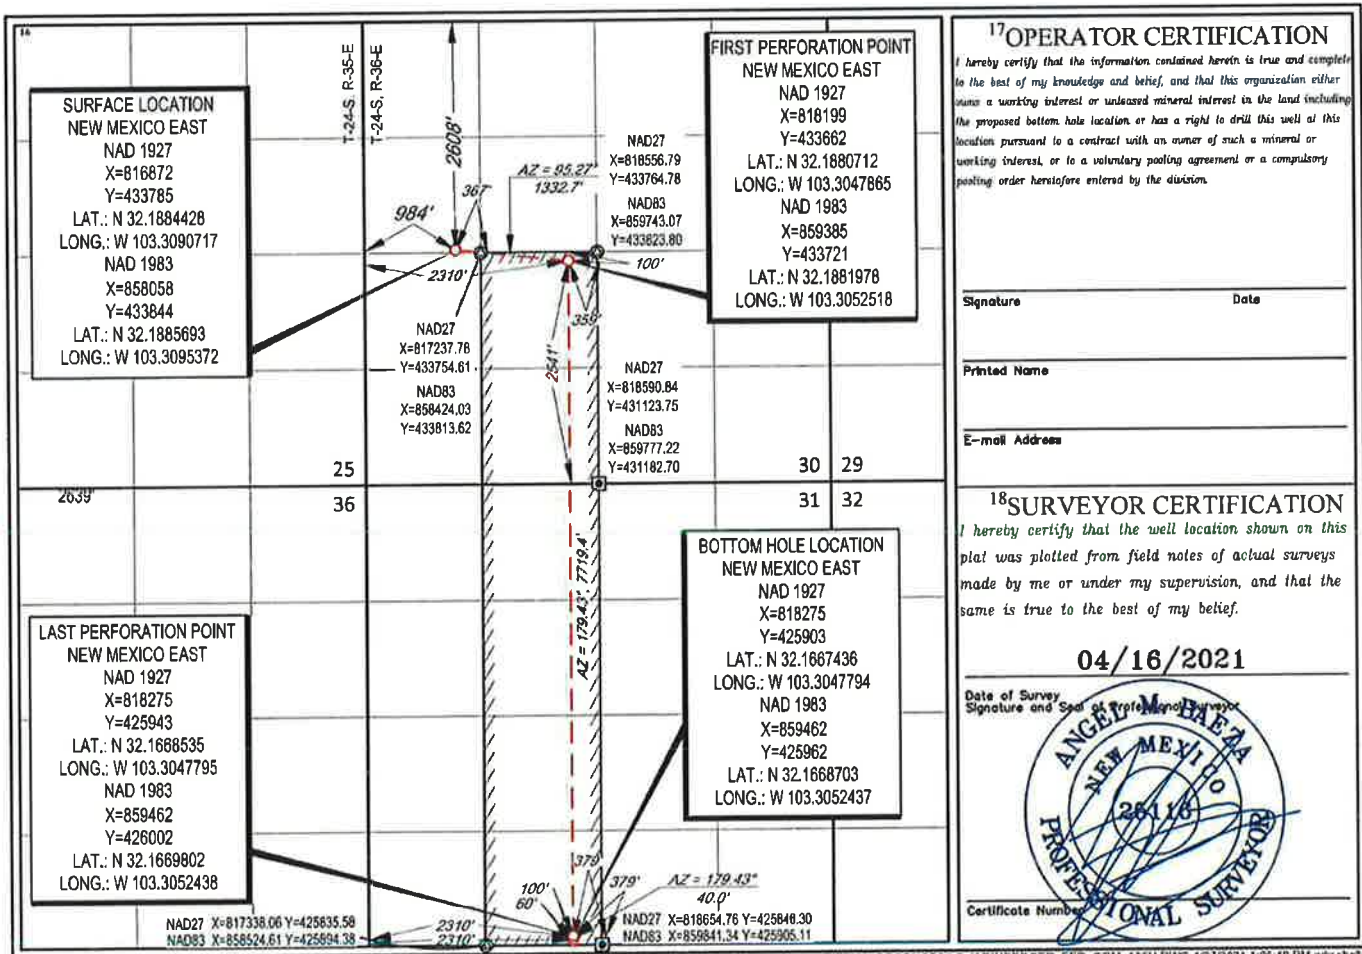 16
T-24-S, R-35-E
T-24-S, R-36-E
SURFACE LOCATION
NEW MEXICO EAST
NAD 1927
X=816872
Y=433785
LAT.: N 32.1884428
LONG.: W 103.3090717
NAD 1983
X=858058
Y=433844
LAT.: N 32.1885693
LONG.: W 103.3095372
2608'
984'
367'
2310'
AZ = 95.27°
1332.7'
NAD27
X=818556.79
Y=433764.78
NAD83
X=859743.07
Y=433823.80
100'
359'
2541'
FIRST PERFORATION POINT
NEW MEXICO EAST
NAD 1927
X=818199
Y=433662
LAT.: N 32.1880712
LONG.: W 103.3047865
NAD 1983
X=859385
Y=433721
LAT.: N 32.1881978
LONG.: W 103.3052518
NAD27
X=817237.78
Y=433754.61
NAD83
X=858424.03
Y=433813.62
NAD27
X=818590.84
Y=431123.75
NAD83
X=859777.22
Y=431182.70
25
30 29
2639'
36
31 32
AZ = 179.43°, 7719.4'
BOTTOM HOLE LOCATION
NEW MEXICO EAST
NAD 1927
X=818275
Y=425903
LAT.: N 32.1667436
LONG.: W 103.3047794
NAD 1983
X=859462
Y=425962
LAT.: N 32.1668703
LONG.: W 103.3052437
LAST PERFORATION POINT
NEW MEXICO EAST
NAD 1927
X=818275
Y=425943
LAT.: N 32.1668535
LONG.: W 103.3047795
NAD 1983
X=859462
Y=426002
LAT.: N 32.1669802
LONG.: W 103.3052438
379'
379'
AZ = 179.43°
40.0'
100'
60'
2310'
2310'
NAD27 X=817338.06 Y=425835.58
NAD83 X=858524.61 Y=425894.38
NAD27 X=818654.76 Y=425846.30
NAD83 X=859841.34 Y=425905.11
17OPERATOR CERTIFICATION
I hereby certify that the information contained herein is true and complete
to the best of my knowledge and belief, and that this organization either
owns a working interest or unleased mineral interest in the land including
the proposed bottom hole location or has a right to drill this well at this
location pursuant to a contract with an owner of such a mineral or
working interest, or to a voluntary pooling agreement or a compulsory
pooling order heretofore entered by the division.
Signature Date
Printed Name
E-mail Address
18SURVEYOR CERTIFICATION
I hereby certify that the well location shown on this
plat was plotted from field notes of actual surveys
made by me or under my supervision, and that the
same is true to the best of my belief.
04/16/2021
Date of Survey
Signature and Seal of Professional Surveyor
ANGEL M. BAEZA
NEW MEXICO
PROFESSIONAL SURVEYOR
Certificate Number